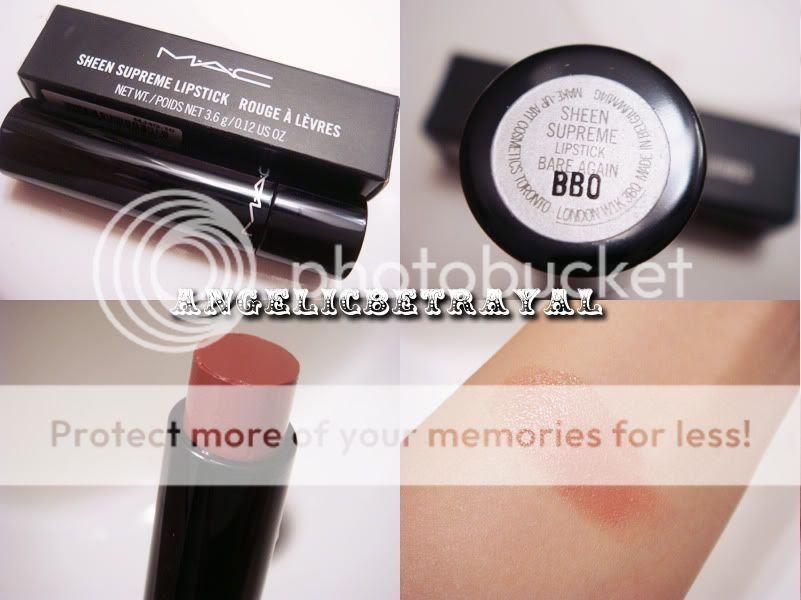 M·A·C
SHEEN SUPREME LIPSTICK ROUGE À LÈVRES
NET WT./POIDS NET 3.6 g/0.12 US OZ
MAC
MAKE-UP ART COSMETICS TORONTO - LONDON W1K 3BQ, MADE IN BELGIUM
SHEEN
SUPREME
LIPSTICK
BARE AGAIN
BB0
photobucket
ANGELICBETRAYAL
Protect more of your memories for less!